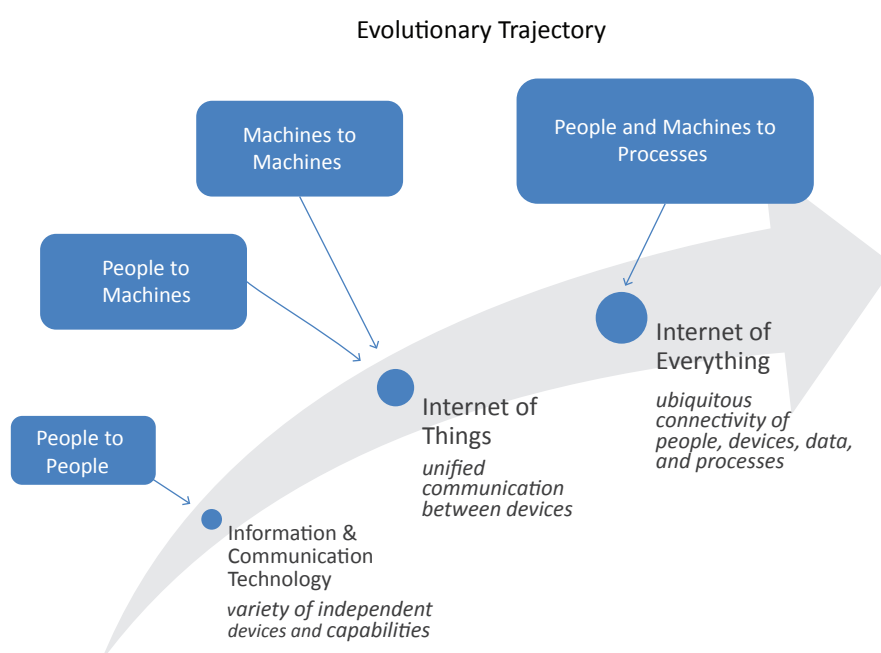 Evolutionary Trajectory
Machines to
Machines
People and Machines to
Processes
People to
Machines
People to
People
Internet of
Everything
ubiquitous
connectivity of
people, devices, data,
and processes
Internet of
Things
unified
communication
between devices
Information &
Communication
Technology
variety of independent
devices and capabilities